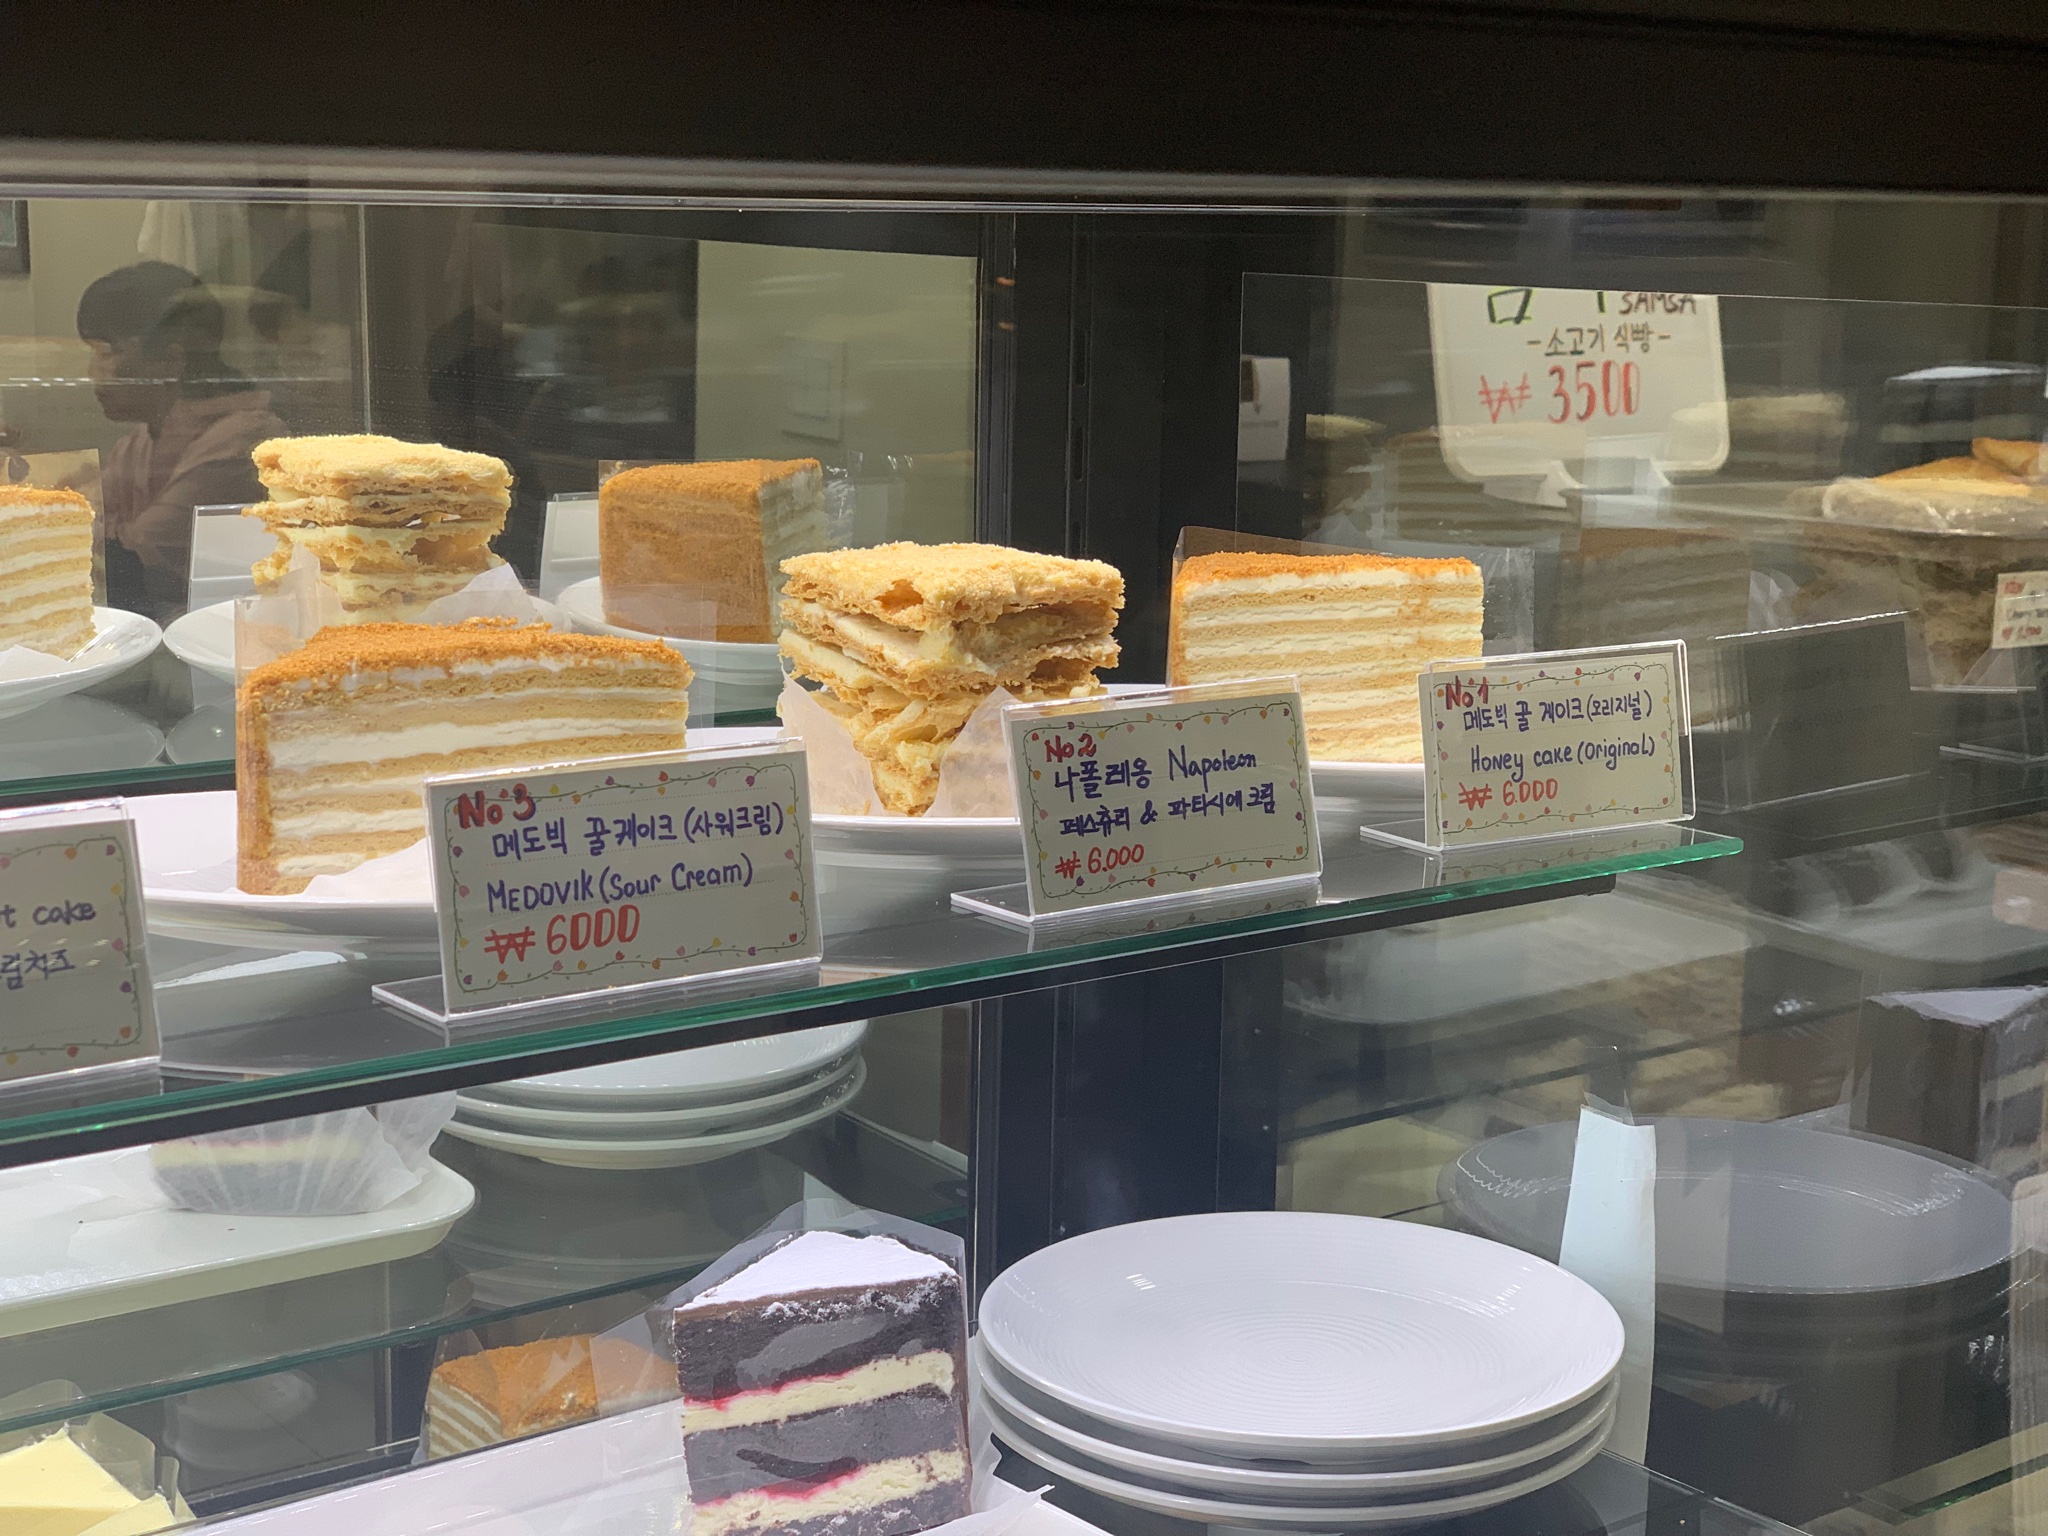 SAMSA
-소고기 식빵-
₩ 3500
No 1
메도빅 꿀 케이크(오리지널)
Honey cake (Original)
₩ 6.000
No 2
나폴레옹 Napoleon
페스츄리 & 파티시에 크림
₩ 6.000
No 3
메도빅 꿀케이크(사워크림)
MEDOVIK (Sour Cream)
₩ 6000
cake